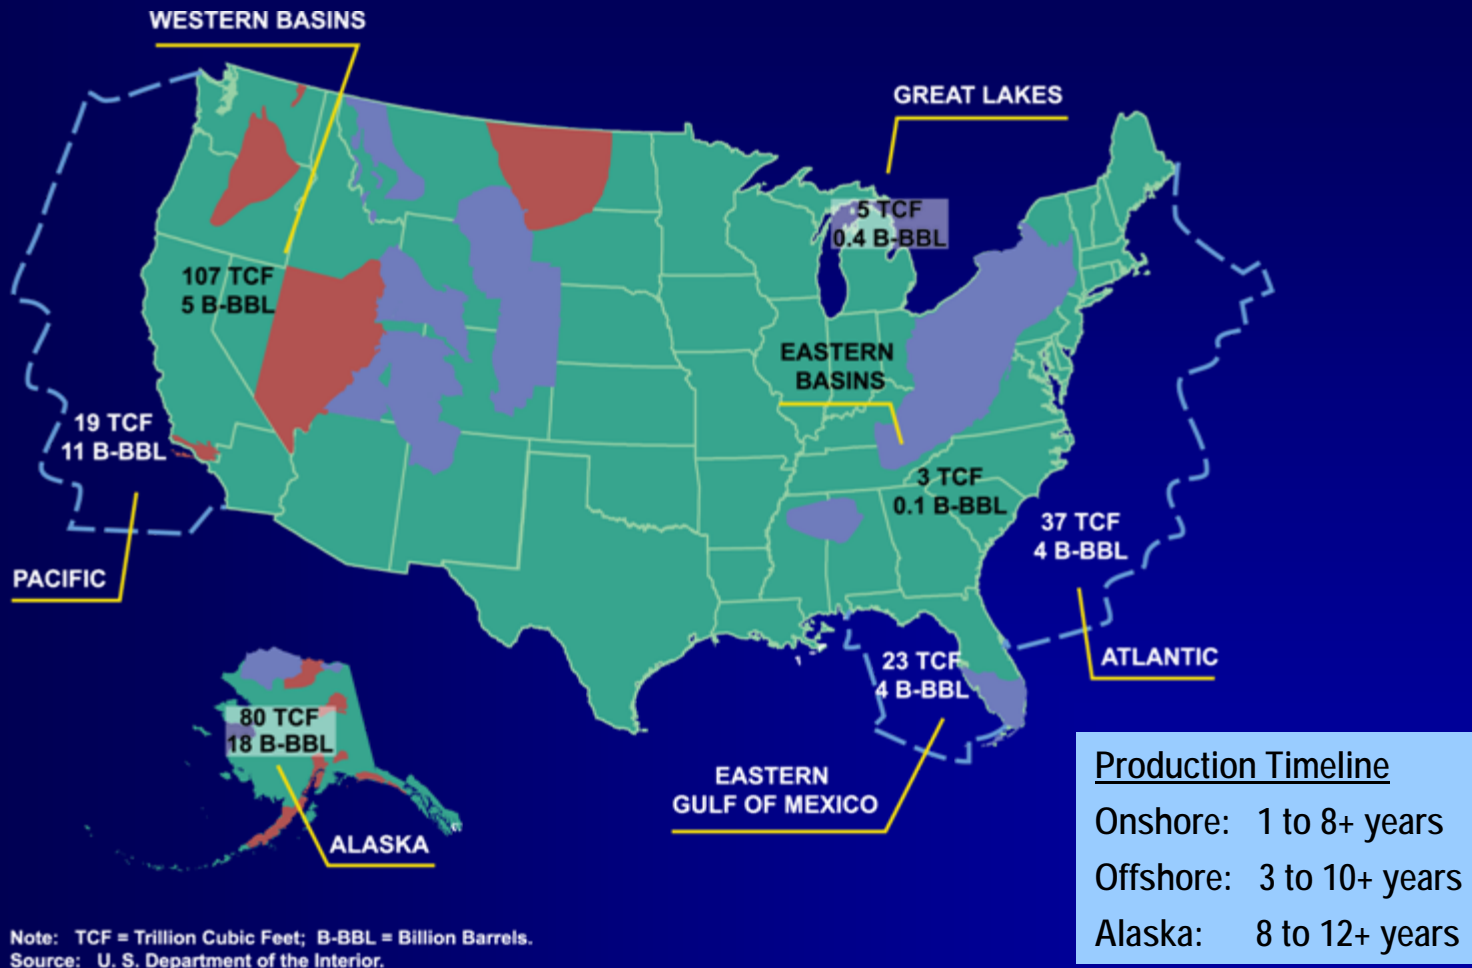 WESTERN BASINS
GREAT LAKES
5 TCF
0.4 B-BBL
107 TCF
5 B-BBL
EASTERN
BASINS
19 TCF
11 B-BBL
3 TCF
0.1 B-BBL
37 TCF
4 B-BBL
PACIFIC
ATLANTIC
23 TCF
4 B-BBL
80 TCF
18 B-BBL
EASTERN
GULF OF MEXICO
ALASKA
Production Timeline
Onshore: 1 to 8+ years
Offshore: 3 to 10+ years
Alaska: 8 to 12+ years
Note: TCF = Trillion Cubic Feet; B-BBL = Billion Barrels.
Source: U. S. Department of the Interior.